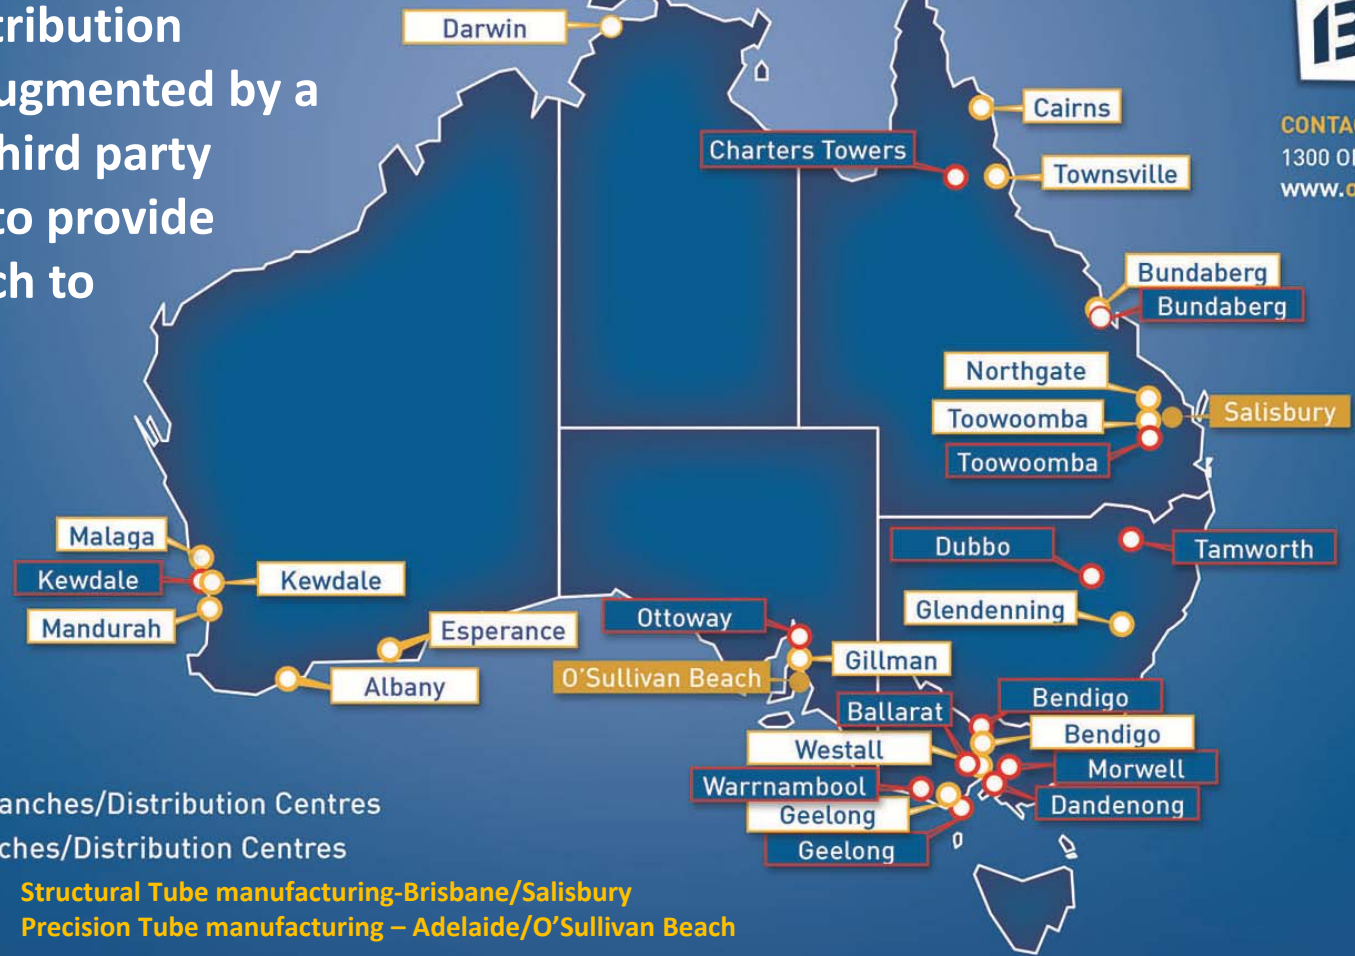 tribution
ugmented by a
hird party
to provide
ch to
Darwin
Cairns
CONTA
Charters Towers
1300 O
Townsville
www.o
Bundaberg
Bundaberg
Northgate
Toowoomba
Salisbury
Toowoomba
Malaga
Dubbo
Tamworth
Kewdale
Kewdale
Glendenning
Mandurah
Ottoway
Esperance
Gillman
O'Sullivan Beach
Albany
Ballarat
Bendigo
Bendigo
Westall
Morwell
Warrnambool
Dandenong
Geelong
Geelong
anches/Distribution Centres
ches/Distribution Centres
Structural Tube manufacturing-Brisbane/Salisbury
Precision Tube manufacturing – Adelaide/O’Sullivan Beach